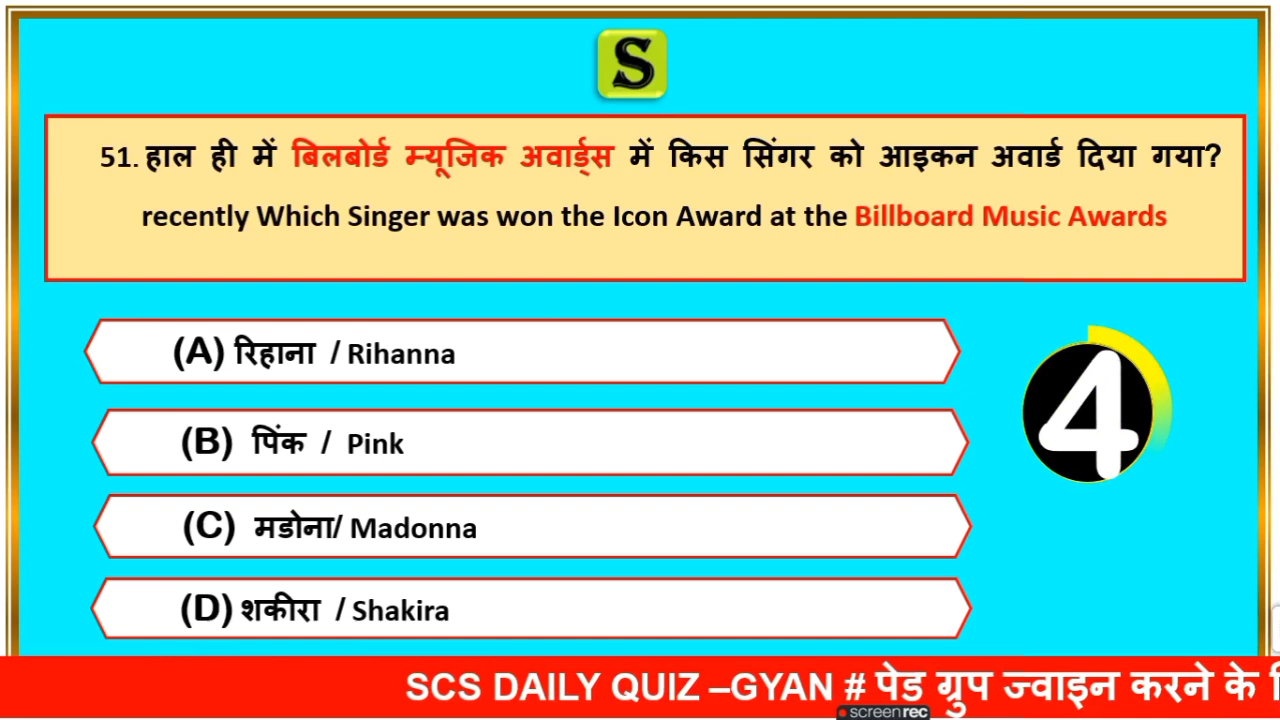 S
51. हाल ही में बिलबोर्ड म्यूजिक अवार्ड्स में किस सिंगर को आइकन अवार्ड दिया गया?
recently Which Singer was won the Icon Award at the Billboard Music Awards
(A) रिहाना / Rihanna
4
(B) पिंक / Pink
(C) मडोना/ Madonna
(D) शकीरा / Shakira
SCS DAILY QUIZ –GYAN # पेड ग्रुप ज्वाइन करने के
screenrec